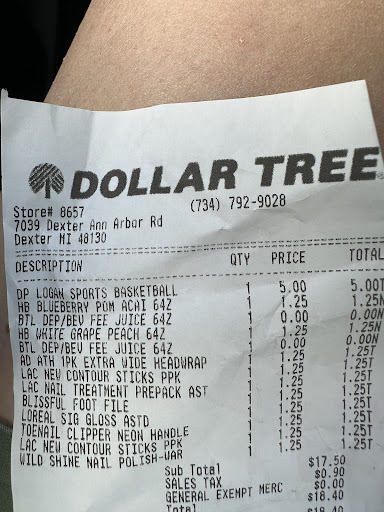 DOLLAR TREE
Store# 8657 (734) 792-9028
7039 Dexter Ann Arbor Rd
Dexter MI 48130
DESCRIPTION QTY PRICE TOTAL
DP LOGAN SPORTS BASKETBALL 1 5.00 5.00T
HB BLUEBERRY POM ACAI 64Z 1 1.25 1.25N
BTL DEP/BEV FEE JUICE 64Z 1 0.00 0.00N
HB WHITE GRAPE PEACH 64Z 1 1.25 1.25N
BTL DEP/BEV FEE JUICE 64Z 1 0.00 0.00N
AD ATH 1PK EXTRA WIDE HEADWRAP 1 1.25 1.25T
LAC NEW CONTOUR STICKS PPK 1 1.25 1.25T
LAC NAIL TREATMENT PREPACK AST 1 1.25 1.25T
BLISSFUL FOOT FILE 1 1.25 1.25T
LOREAL SIG GLOSS ASTD 1 1.25 1.25T
TOENAIL CLIPPER NEON HANDLE 1 1.25 1.25T
LAC NEW CONTOUR STICKS PPK 1 1.25 1.25T
WILD SHINE NAIL POLISH-WAR 1 1.25 1.25T
Sub Total $17.50
SALES TAX $0.90
GENERAL EXEMPT MERC $0.00
Total $18.40